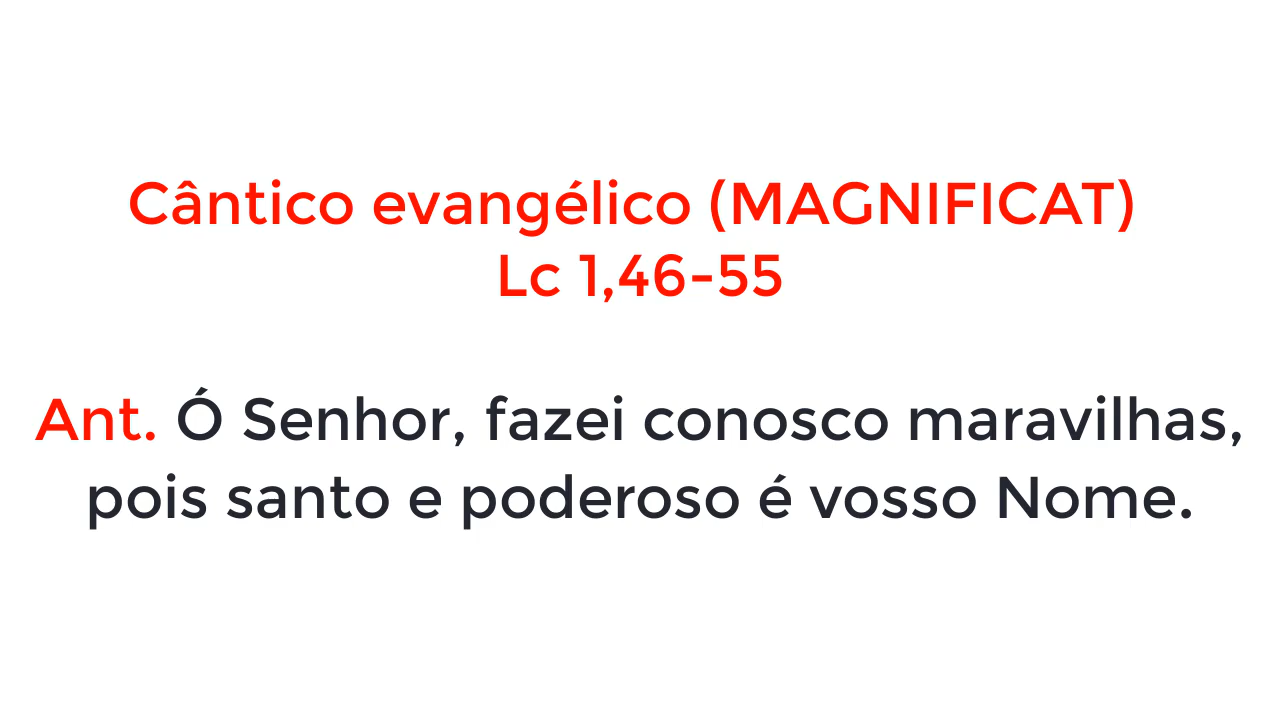 Cântico evangélico (MAGNIFICAT)
Lc 1,46-55
Ant. Ó Senhor, fazei conosco maravilhas,
pois santo e poderoso é vosso Nome.